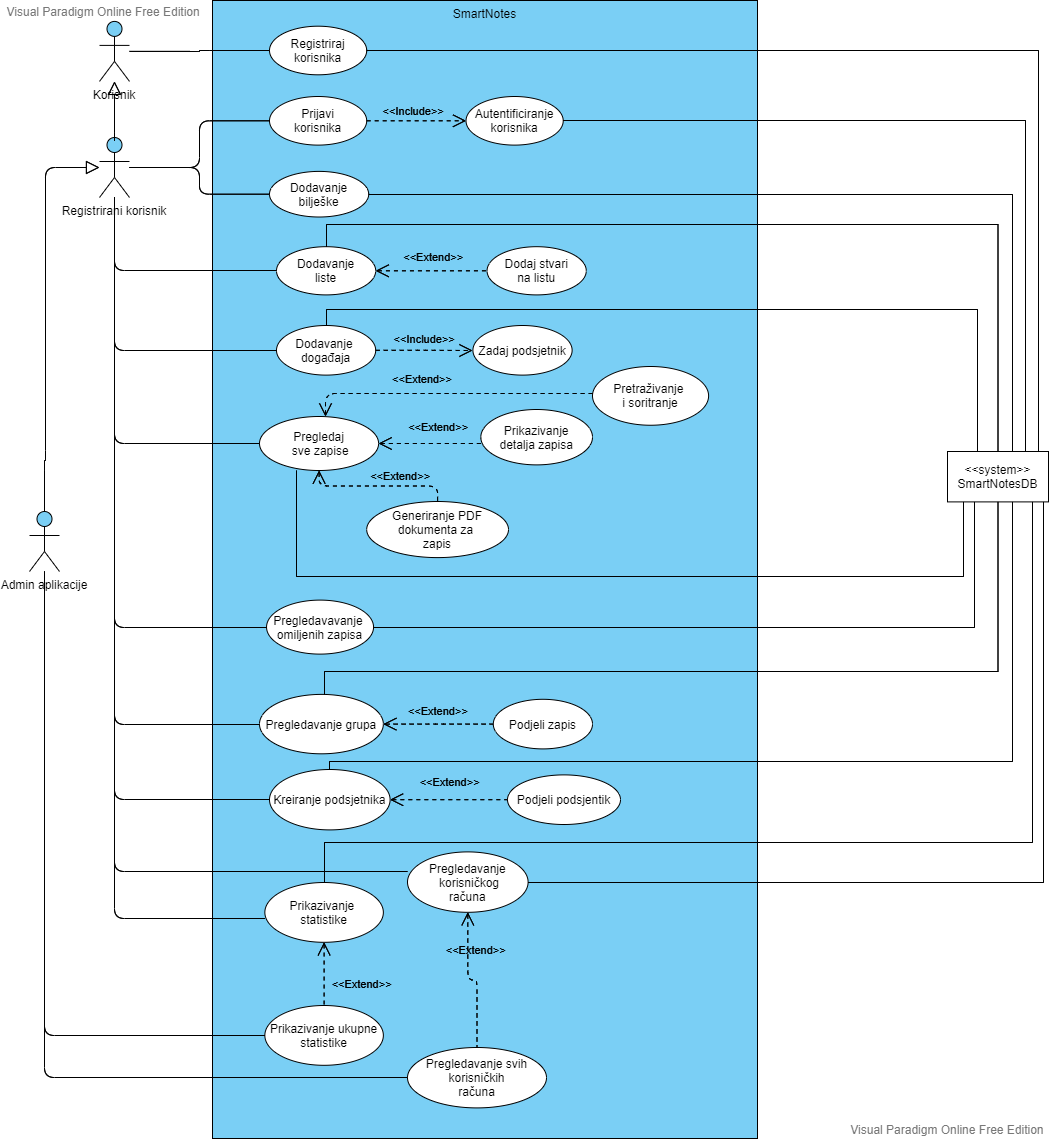 Visual Paradigm Online Free Edition
SmartNotes
Korisnik
Registriraj
korisnika
Prijavi
korisnika
<<Include>>
Autentificiranje
korisnika
Registrirani korisnik
Dodavanje
bilješke
Dodavanje
liste
<<Extend>>
Dodaj stvari
na listu
Dodavanje
događaja
<<Include>>
Zadaj podsjetnik
<<Extend>>
Pretraživanje
i soritranje
Pregledaj
sve zapise
<<Extend>>
Prikazivanje
detalja zapisa
<<Extend>>
Generiranje PDF
dokumenta za
zapis
<<system>>
SmartNotesDB
Admin aplikacije
Pregledavavanje
omiljenih zapisa
Pregledavanje grupa
<<Extend>>
Podjeli zapis
Kreiranje podsjetnika
<<Extend>>
Podjeli podsjentik
Pregledavanje
korisničkog
računa
Prikazivanje
statistike
<<Extend>>
<<Extend>>
Prikazivanje ukupne
statistike
Pregledavanje svih
korisničkih
računa
Visual Paradigm Online Free Edition